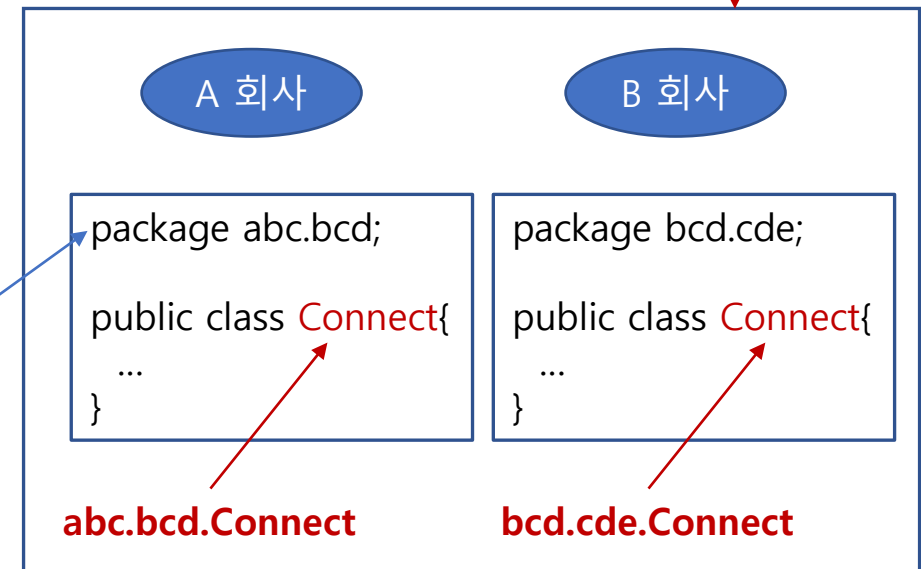 A 회사
B 회사
package abc.bcd;
public class Connect{
...
}
package bcd.cde;
public class Connect{
...
}
abc.bcd.Connect
bcd.cde.Connect